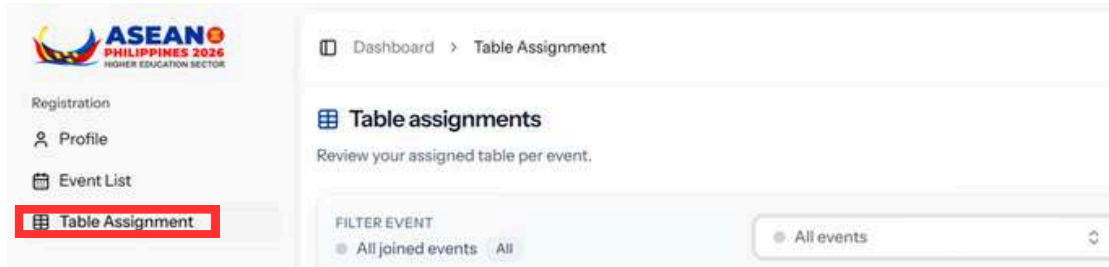 ASEAN
PHILIPPINES 2026
HIGHER EDUCATION SECTOR
Registration
Profile
Event List
Table Assignment
Dashboard > Table Assignment
Table assignments
Review your assigned table per event.
FILTER EVENT
All joined events All
All events